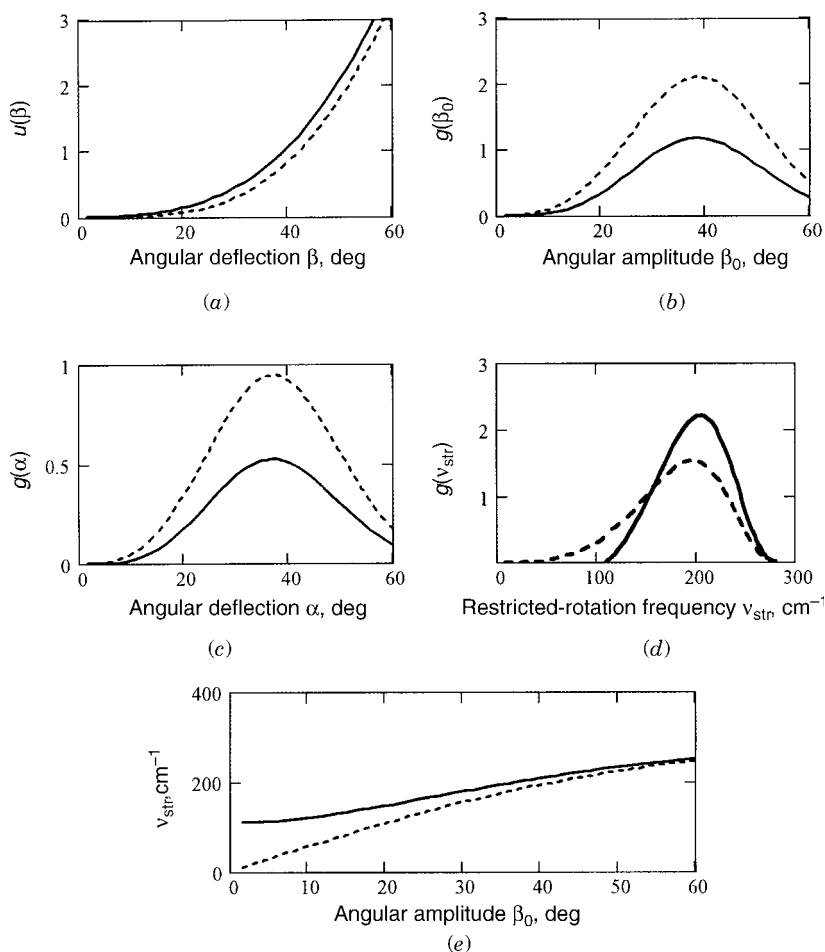 3
2
1
0
u(β)
0 20 40 60
Angular deflection β, deg
(a)
3
2
1
0
g(β₀)
0 20 40 60
Angular amplitude β₀, deg
(b)
1
0.5
0
g(α)
0 20 40 60
Angular deflection α, deg
(c)
3
2
1
0
g(νstr)
100 200 300
Restricted-rotation frequency νstr, cm⁻¹
(d)
400
200
0
νstr,cm⁻¹
0 10 20 30 40 50 60
Angular amplitude β₀, deg
(e)